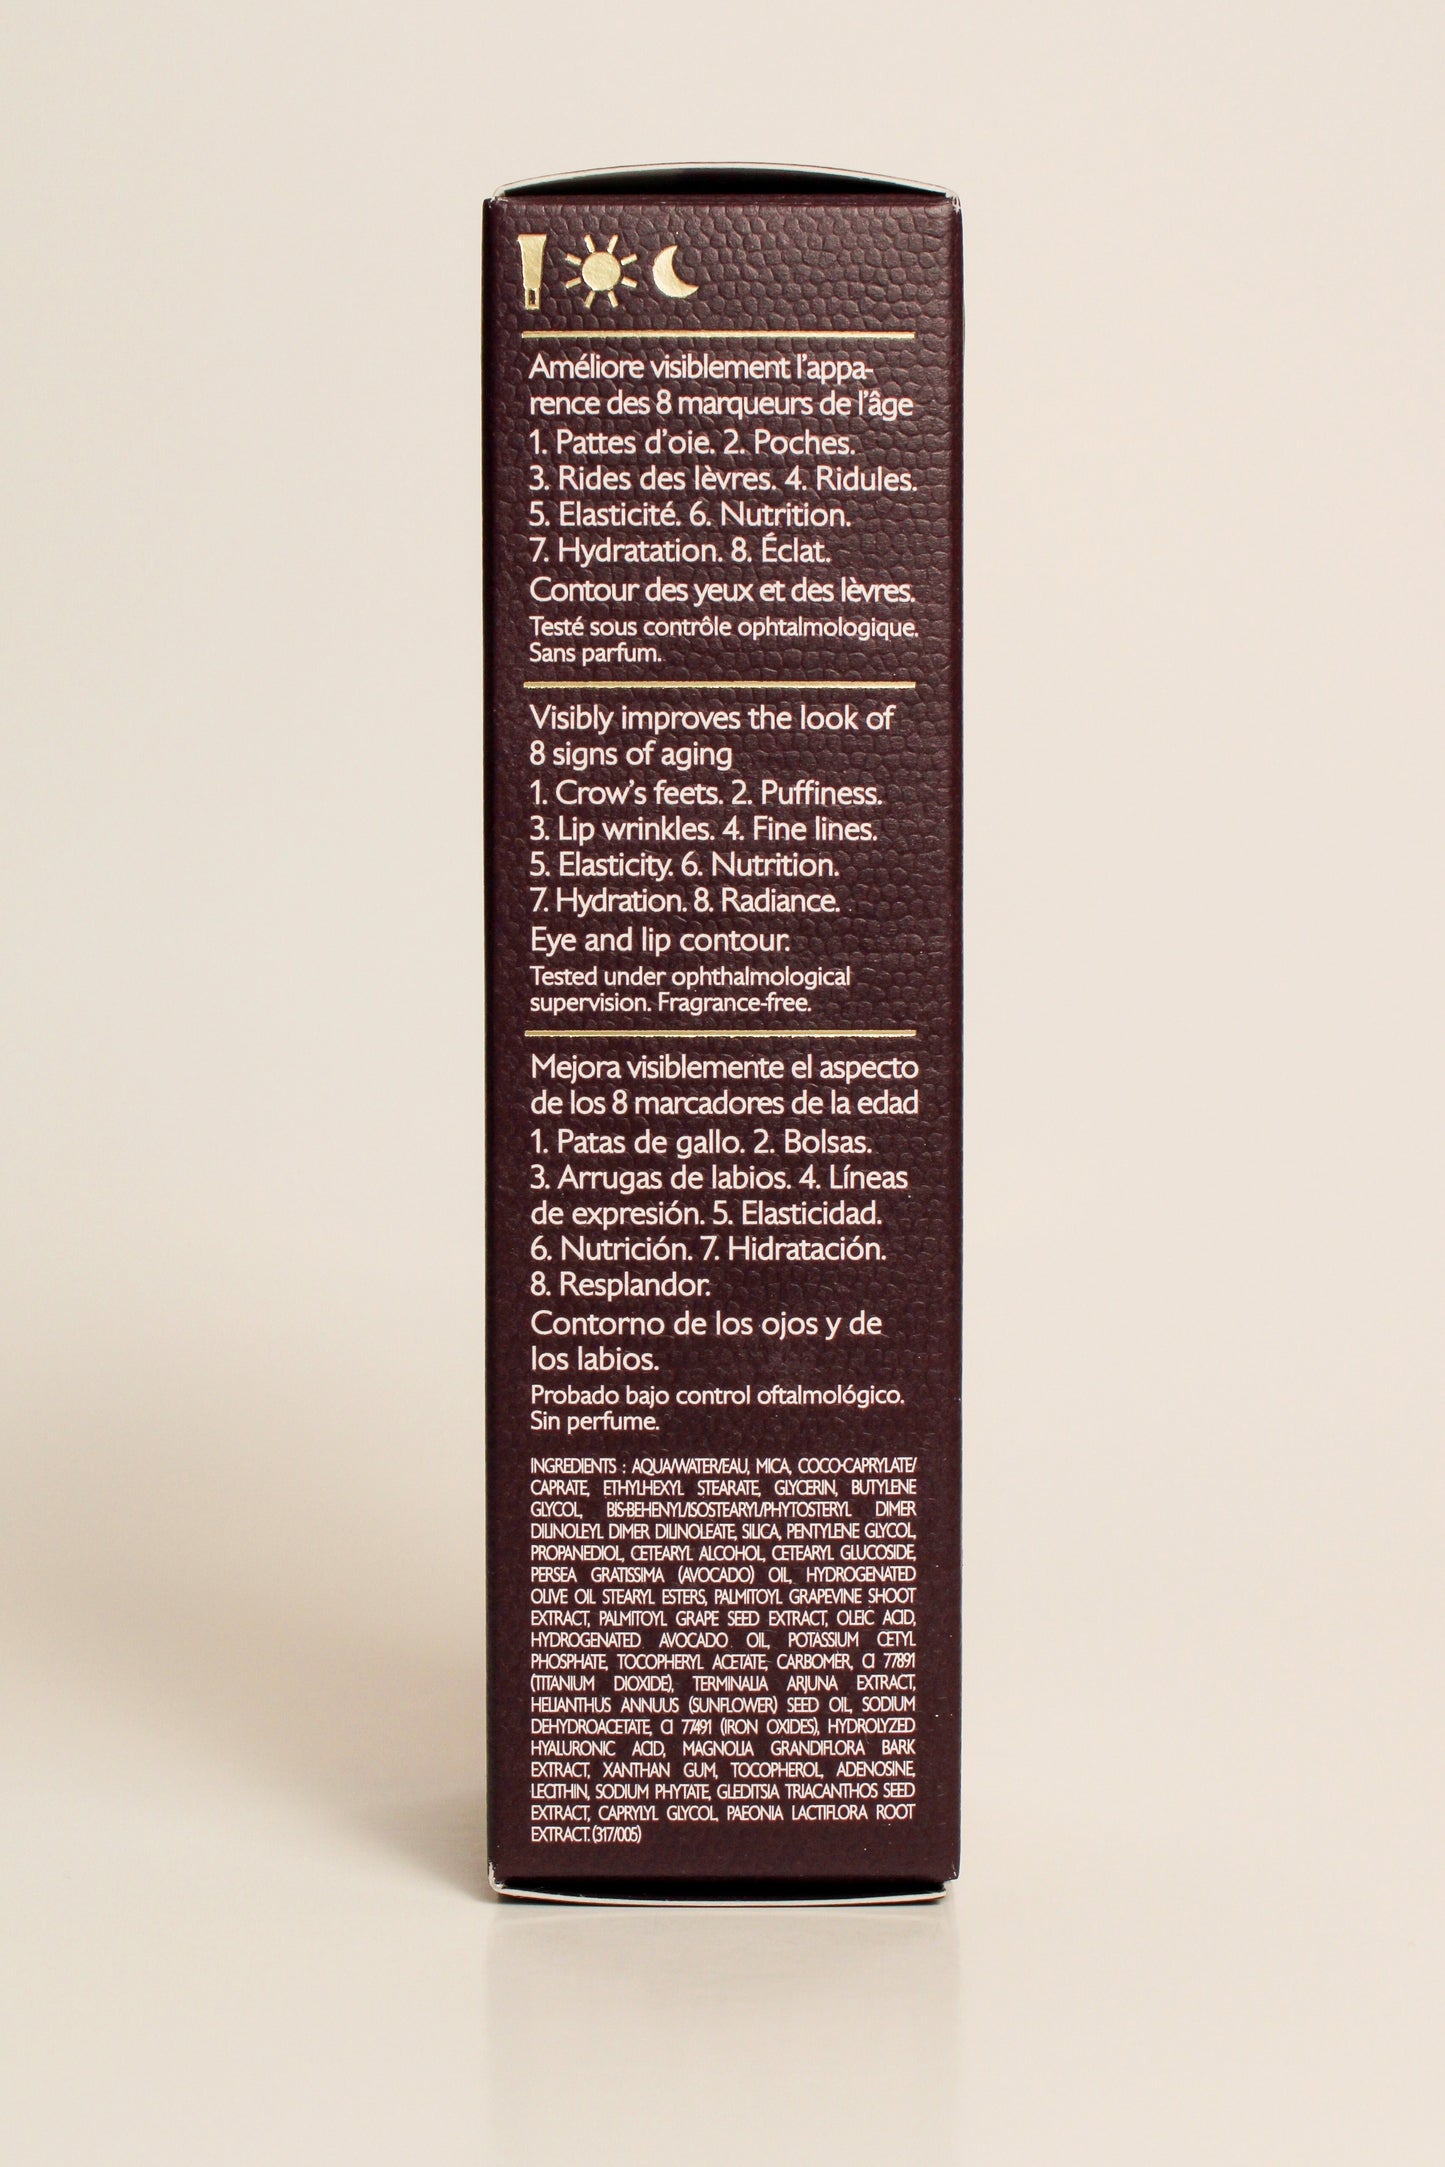 Améliore visiblement l'appa-
rence des 8 marqueurs de l'âge
1. Pattes d'oie. 2. Poches.
3. Rides des lèvres. 4. Ridules.
5. Elasticité. 6. Nutrition.
7. Hydratation. 8. Éclat.
Contour des yeux et des lèvres.
Testé sous contrôle ophtalmologique.
Sans parfum.
Visibly improves the look of
8 signs of aging
1. Crow's feets. 2. Puffiness.
3. Lip wrinkles. 4. Fine lines.
5. Elasticity. 6. Nutrition.
7. Hydration. 8. Radiance.
Eye and lip contour.
Tested under ophthalmological
supervision. Fragrance-free.
Mejora visiblemente el aspecto
de los 8 marcadores de la edad
1. Patas de gallo. 2. Bolsas.
3. Arrugas de labios. 4. Líneas
de expresión. 5. Elasticidad.
6. Nutrición. 7. Hidratación.
8. Resplandor.
Contorno de los ojos y de
los labios.
Probado bajo control oftalmológico.
Sin perfume.
INGREDIENTS : AQUA/WATER/EAU, MICA, COCO-CAPRYLATE/
CAPRATE, ETHYLHEXYL STEARATE, GLYCERIN, BUTYLENE
GLYCOL, BIS-BEHENYL/ISOSTEARYL/PHYTOSTERYL DIMER
DILINOLEYL DIMER DILINOLEATE, SILICA, PENTYLENE GLYCOL,
PROPANEDIOL, CETEARYL ALCOHOL, CETEARYL GLUCOSIDE,
PERSEA GRATISSIMA (AVOCADO) OIL, HYDROGENATED
OLIVE OIL STEARYL ESTERS, PALMITOYL GRAPEVINE SHOOT
EXTRACT, PALMITOYL GRAPE SEED EXTRACT, OLEIC ACID,
HYDROGENATED AVOCADO OIL, POTASSIUM CETYL
PHOSPHATE, TOCOPHERYL ACETATE, CARBOMER, CI 77891
(TITANIUM DIOXIDE), TERMINALIA ARJUNA EXTRACT,
HELIANTHUS ANNUUS (SUNFLOWER) SEED OIL, SODIUM
DEHYDROACETATE, CI 77491 (IRON OXIDES), HYDROLYZED
HYALURONIC ACID, MAGNOLIA GRANDIFLORA BARK
EXTRACT, XANTHAN GUM, TOCOPHEROL, ADENOSINE,
LECITHIN, SODIUM PHYTATE, GLEDITSIA TRIACANTHOS SEED
EXTRACT, CAPRYLYL GLYCOL, PAEONIA LACTIFLORA ROOT
EXTRACT. (317/005)